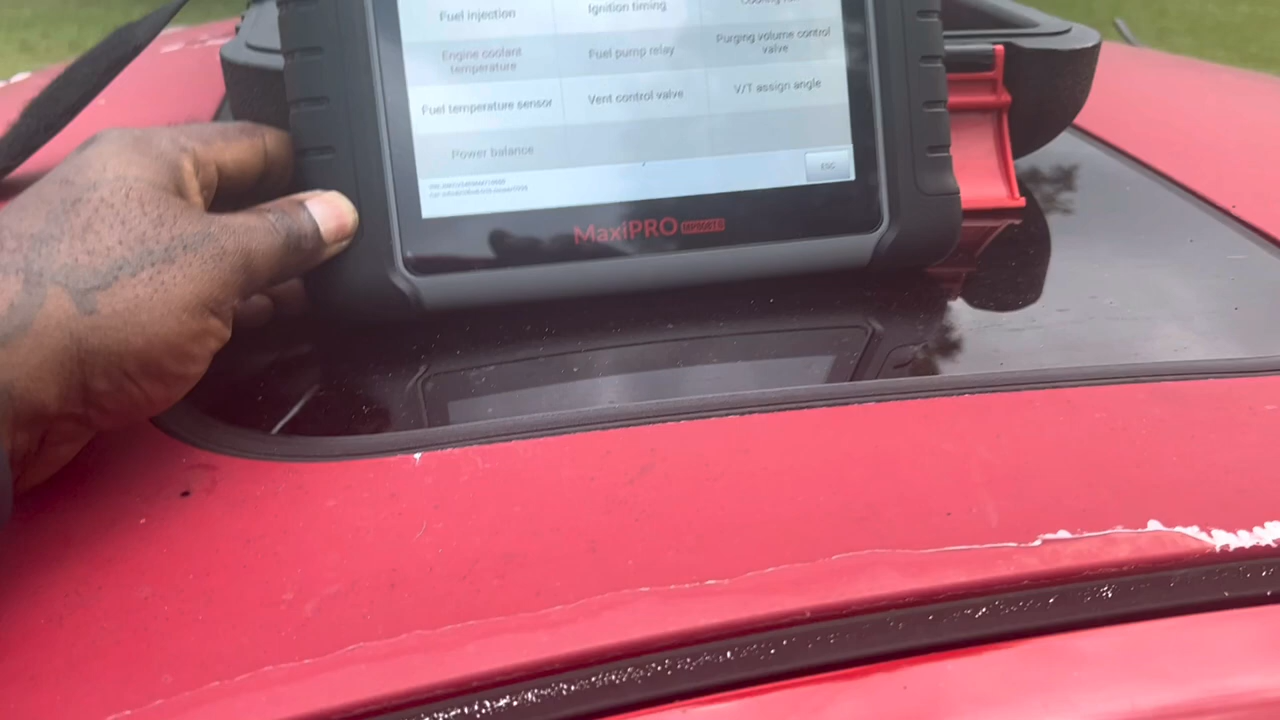 Fuel injection
Ignition timing
Engine coolant
temperature
Fuel pump relay
Purging volume control
valve
Fuel temperature sensor
Vent control valve
V/T assign angle
Power balance
ESC
MaxiPRO